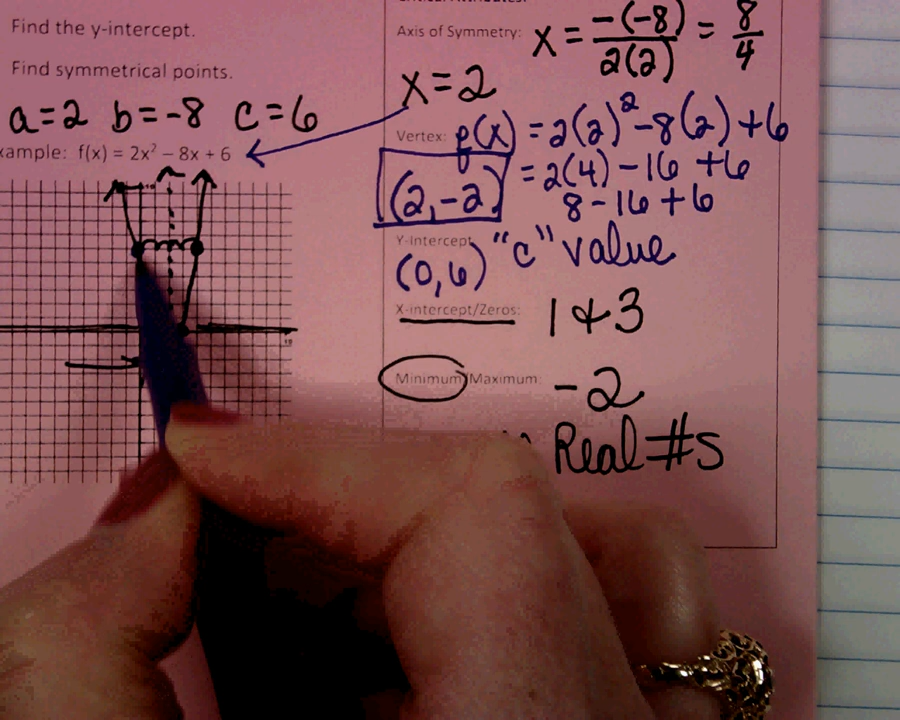 Find the y-intercept.
Find symmetrical points.
a=2 b=-8 c=6
xample: f(x) = 2x² – 8x + 6
Axis of Symmetry: x = -(-8)/2(2) = 8/4
x=2
Vertex: f(x) = 2(2)²-8(2)+6
(2,-2) = 2(4)-16+6
8-16+6
Y-Intercept "c" value
(0,6)
X-intercept/Zeros: 1 & 3
Minimum/Maximum: -2
Real #s